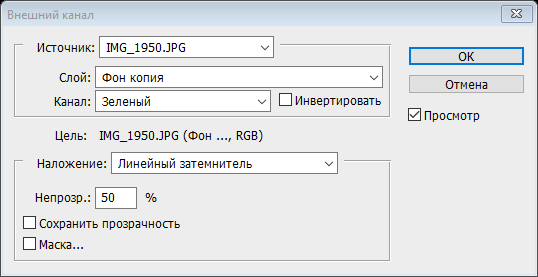 Внешний канал
Источник: IMG_1950.JPG
OK
Слой: Фон копия
Отмена
Канал: Зеленый Инвертировать
Просмотр
Цель: IMG_1950.JPG (Фон ..., RGB)
Наложение: Линейный затемнитель
Непрозр.: 50 %
Сохранить прозрачность
Маска...